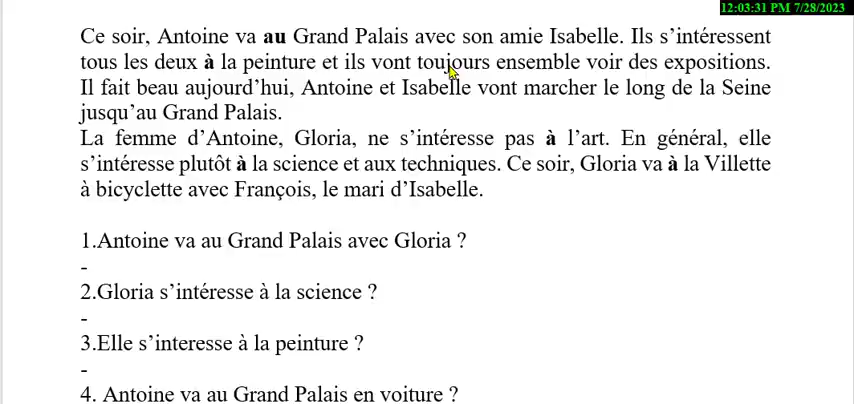 12:03:31 PM 7/28/2023
Ce soir, Antoine va au Grand Palais avec son amie Isabelle. Ils s’intéressent
tous les deux à la peinture et ils vont toujours ensemble voir des expositions.
Il fait beau aujourd’hui, Antoine et Isabelle vont marcher le long de la Seine
jusqu’au Grand Palais.
La femme d’Antoine, Gloria, ne s’intéresse pas à l’art. En général, elle
s’intéresse plutôt à la science et aux techniques. Ce soir, Gloria va à la Villette
à bicyclette avec François, le mari d’Isabelle.
1.Antoine va au Grand Palais avec Gloria ?
-
2.Gloria s’intéresse à la science ?
-
3.Elle s’interesse à la peinture ?
-
4. Antoine va au Grand Palais en voiture ?